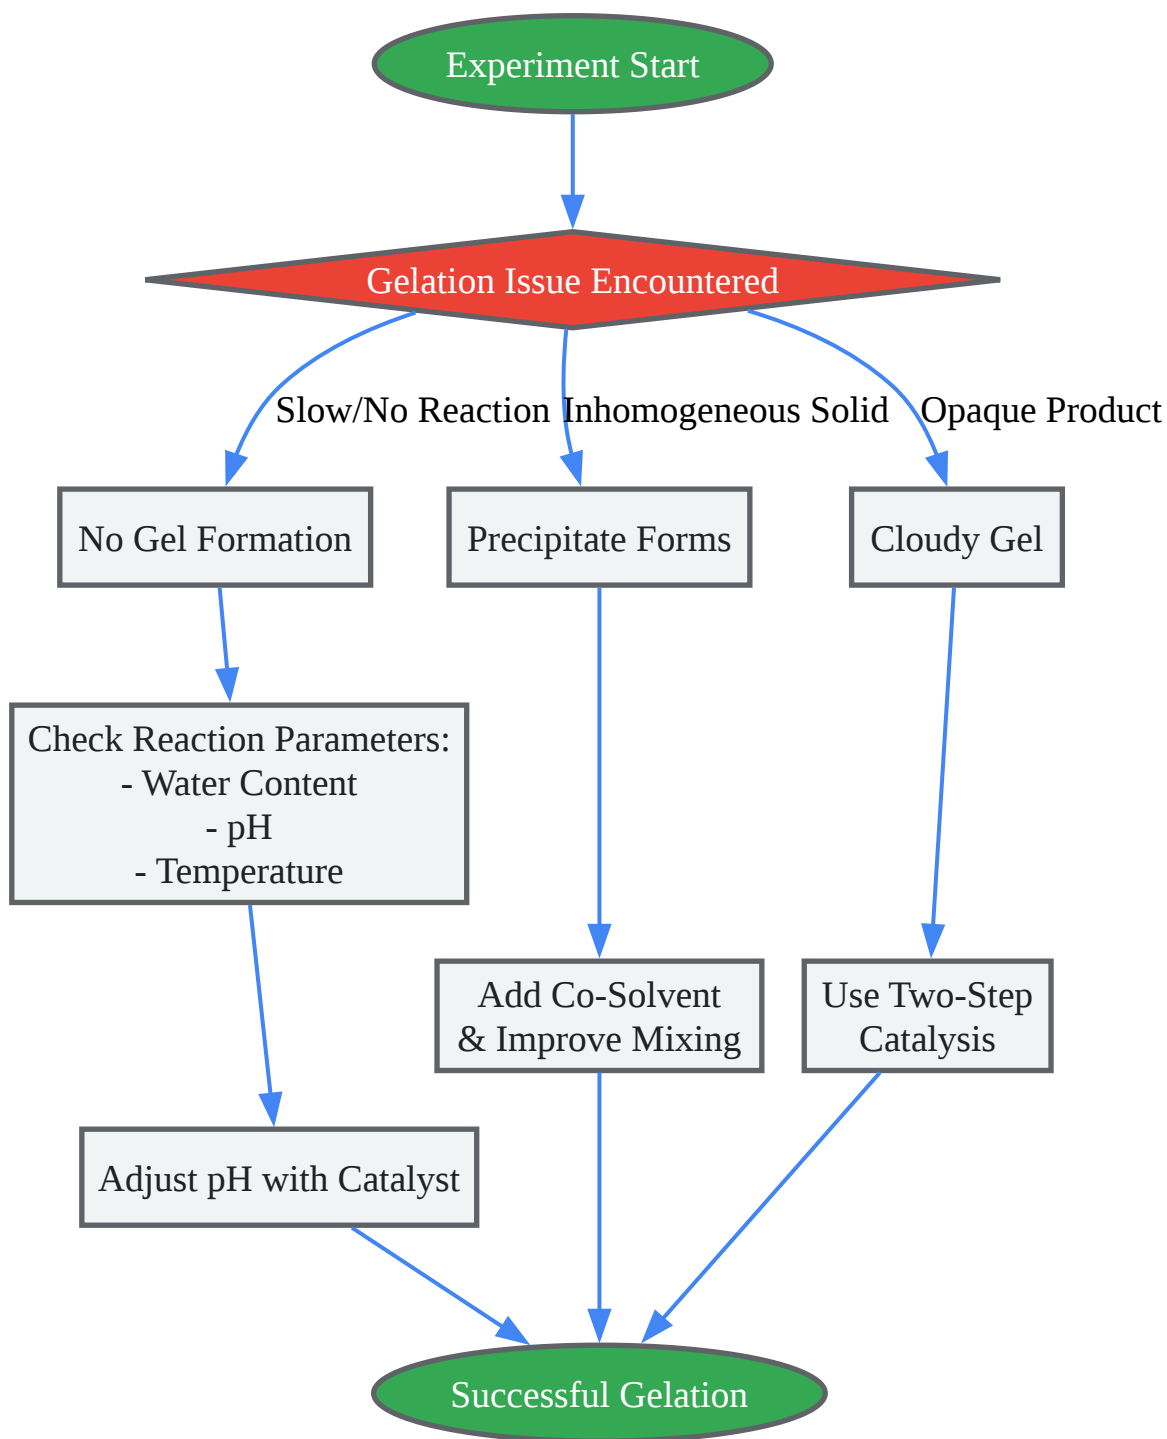 Experiment Start
Gelation Issue Encountered
Slow/No Reaction
Inhomogeneous Solid
Opaque Product
No Gel Formation
Precipitate Forms
Cloudy Gel
Check Reaction Parameters:
- Water Content
- pH
- Temperature
Add Co-Solvent
& Improve Mixing
Use Two-Step
Catalysis
Adjust pH with Catalyst
Successful Gelation